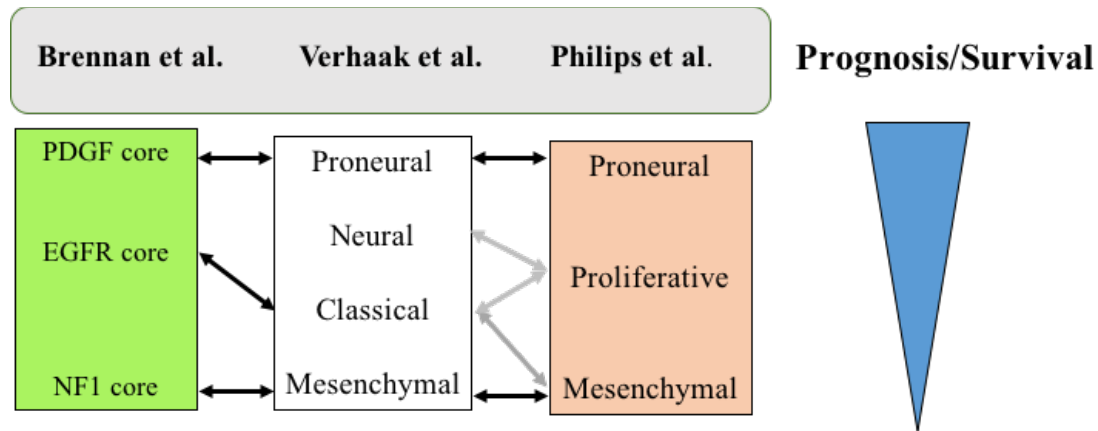 Brennan et al.
Verhaak et al.
Philips et al.
Prognosis/Survival
PDGF core
EGFR core
NF1 core
Proneural
Neural
Classical
Mesenchymal
Proneural
Proliferative
Mesenchymal